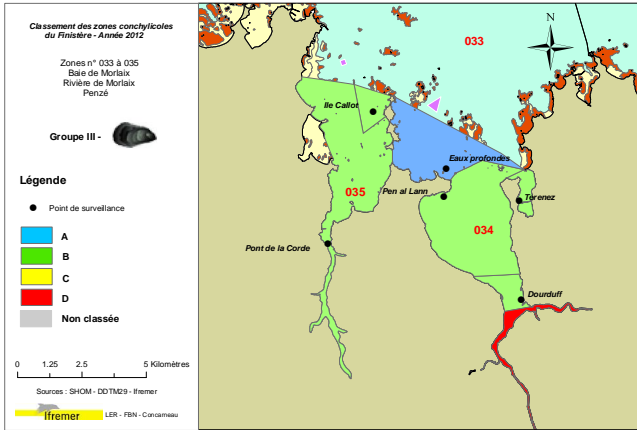 Classement des zones conchylicoles
du Finistère - Année 2012
Zones n° 033 à 035
Baie de Morlaix
Rivière de Morlaix
Penzé
Groupe III -
Légende
Point de surveillance
A
B
C
D
Non classée
0 1.25 2.5 5 Kilomètres
Sources : SHOM - DDTM29 - Ifremer
Ifremer
LER - FBN - Concarneau
033
N
Ile Callot
Eaux profondes
035
Pen al Lann
Terenez
034
Pont de la Corde
Dourduff